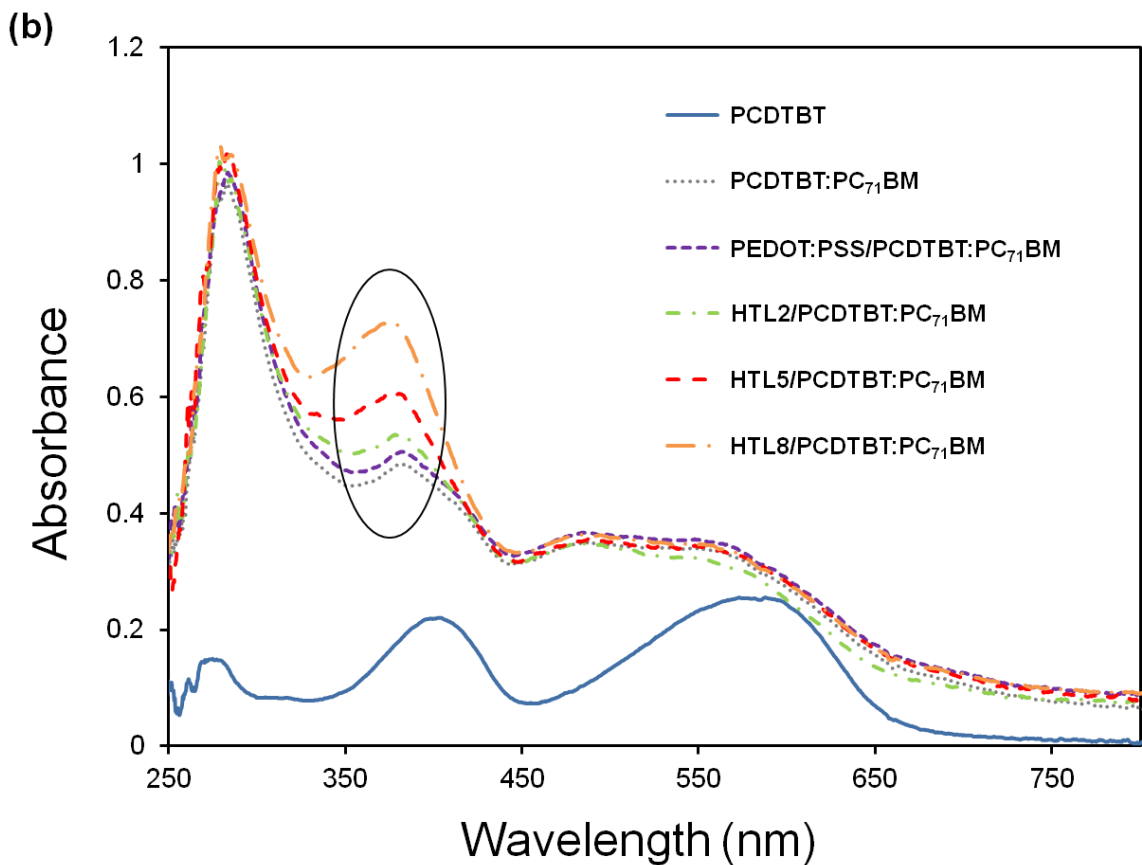 (b)
1.2
1
0.8
0.6
0.4
0.2
0
Absorbance
PCDTBT
PCDTBT:PC₇₁BM
PEDOT:PSS/PCDTBT:PC₇₁BM
HTL2/PCDTBT:PC₇₁BM
HTL5/PCDTBT:PC₇₁BM
HTL8/PCDTBT:PC₇₁BM
250 350 450 550 650 750
Wavelength (nm)